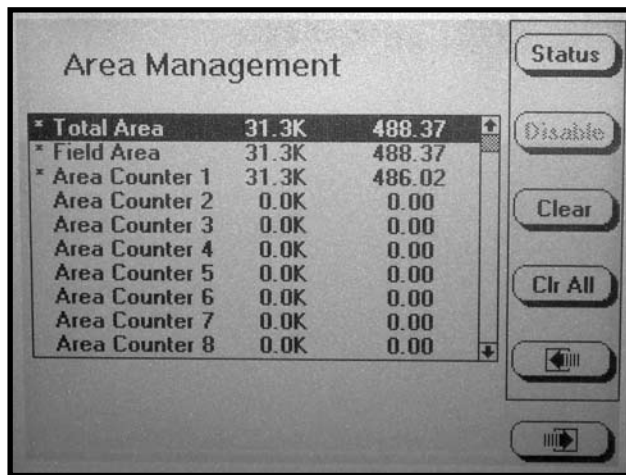 Area Management
* Total Area 31.3K 488.37
* Field Area 31.3K 488.37
* Area Counter 1 31.3K 486.02
Area Counter 2 0.0K 0.00
Area Counter 3 0.0K 0.00
Area Counter 4 0.0K 0.00
Area Counter 5 0.0K 0.00
Area Counter 6 0.0K 0.00
Area Counter 7 0.0K 0.00
Area Counter 8 0.0K 0.00
Status
Disable
Clear
Clr All